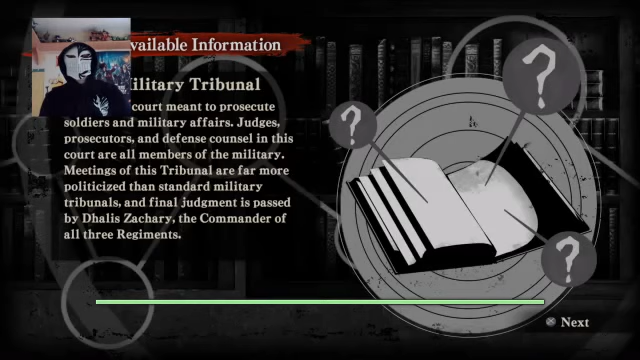 vailable Information
ilitary Tribunal
court meant to prosecute
soldiers and military affairs. Judges,
prosecutors, and defense counsel in this
court are all members of the military.
Meetings of this Tribunal are far more
politicized than standard military
tribunals, and final judgment is passed
by Dhalis Zachary, the Commander of
all three Regiments.
?
?
?
Next